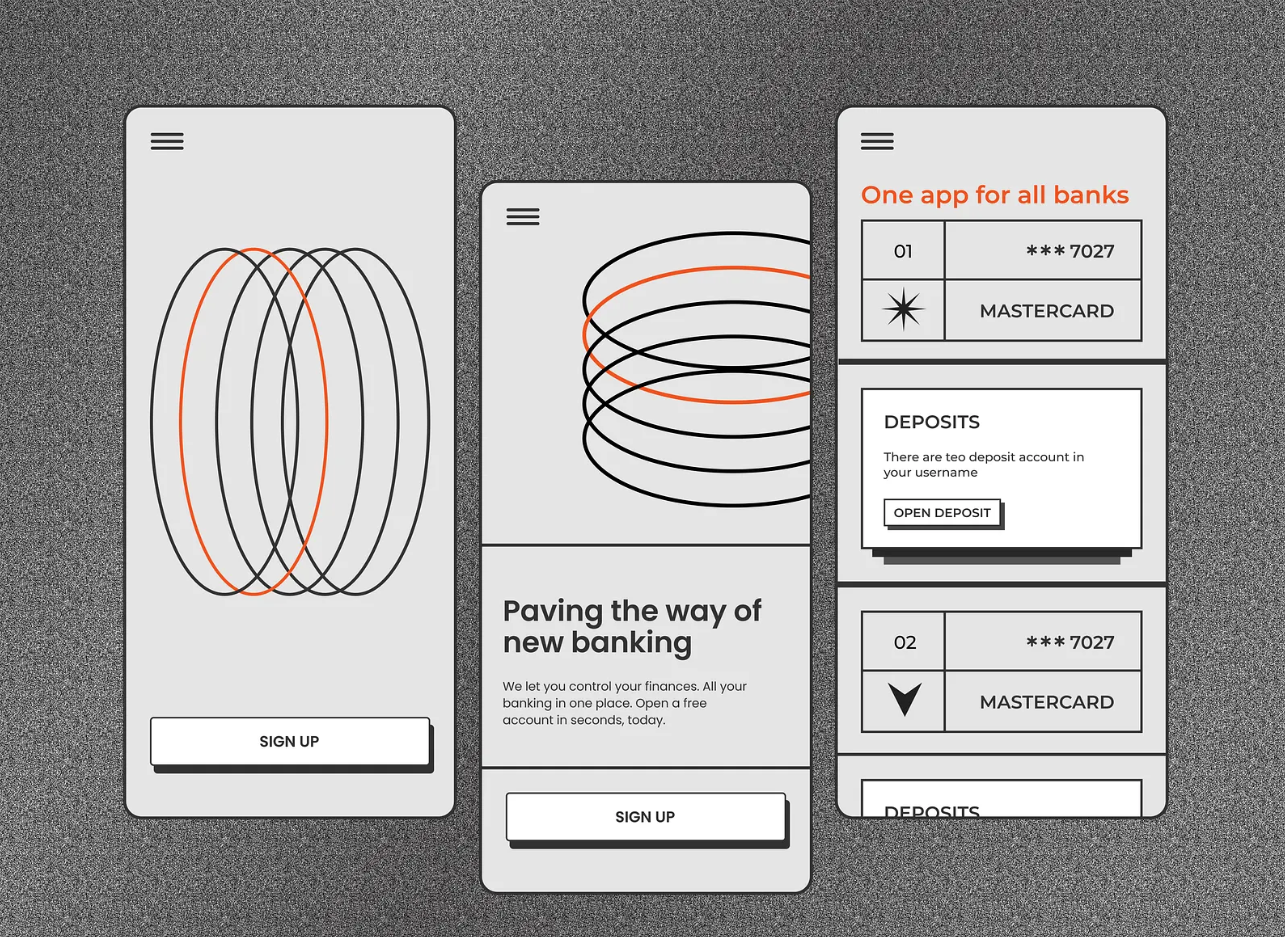 SIGN UP
Paving the way of
new banking
We let you control your finances. All your
banking in one place. Open a free
account in seconds, today.
SIGN UP
One app for all banks
01
*** 7027
MASTERCARD
DEPOSITS
There are teo deposit account in
your username
OPEN DEPOSIT
02
*** 7027
MASTERCARD
DEPOSITS